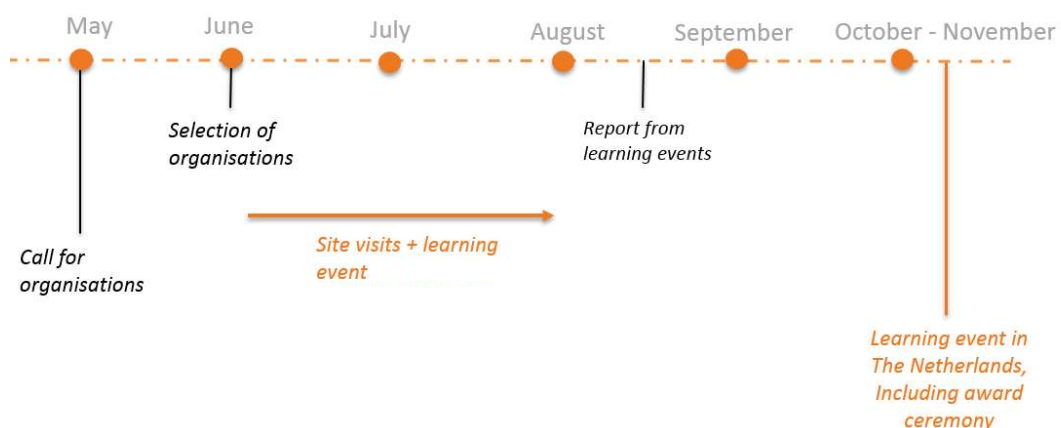 May
June
July
August
September
October - November
Selection of
organisations
Report from
learning events
Site visits + learning
event
Call for
organisations
Learning event in
The Netherlands,
Including award
ceremony